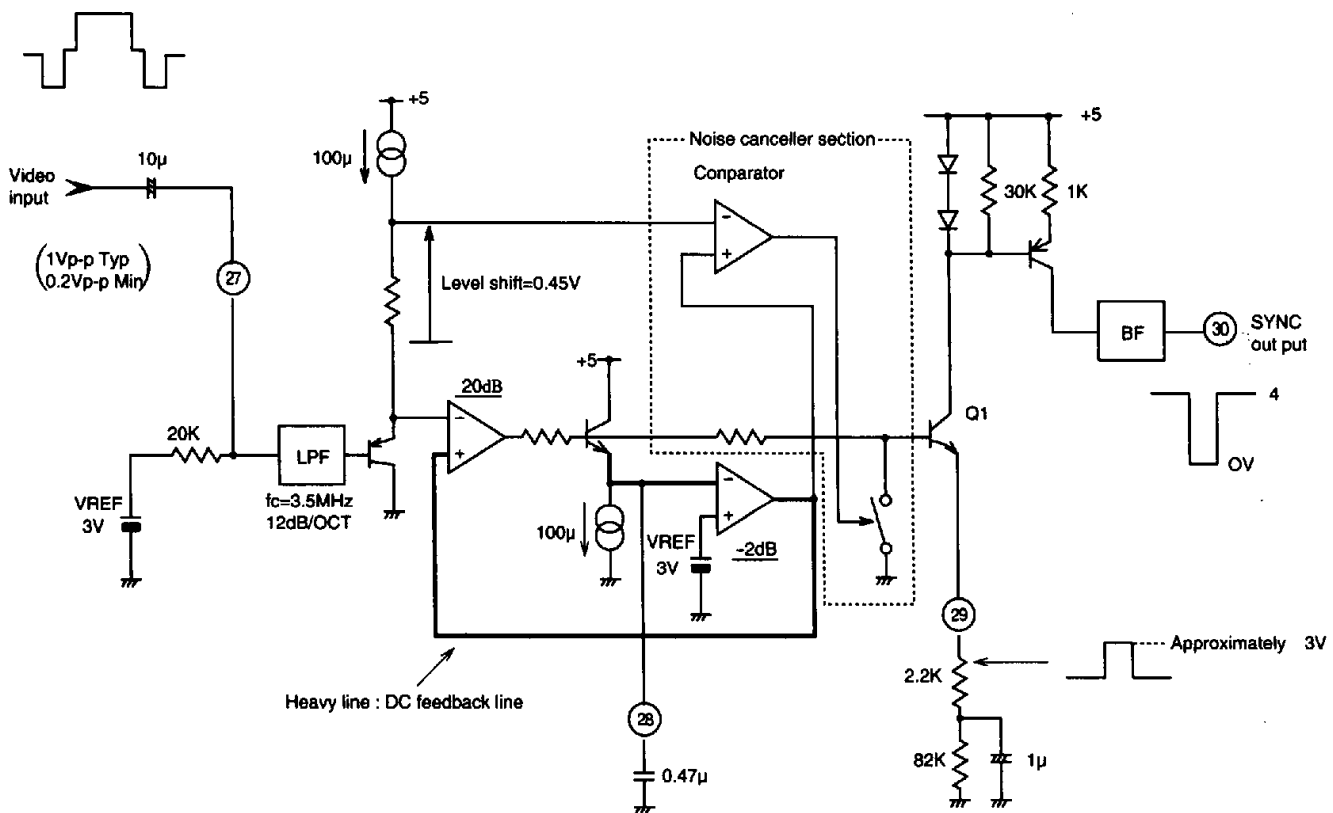 +5
100µ
10µ
Video
input
(1Vp-p Typ
0.2Vp-p Min)
27
Level shift=0.45V
Noise canceller section
Conparator
−
+
+5
30K
1K
BF
30
SYNC
out put
4
OV
Q1
20dB
−
+
+5
20K
LPF
fc=3.5MHz
12dB/OCT
VREF
3V
100µ
−
+
VREF
3V
-2dB
29
Approximately 3V
2.2K
82K
1µ
Heavy line : DC feedback line
28
0.47µ